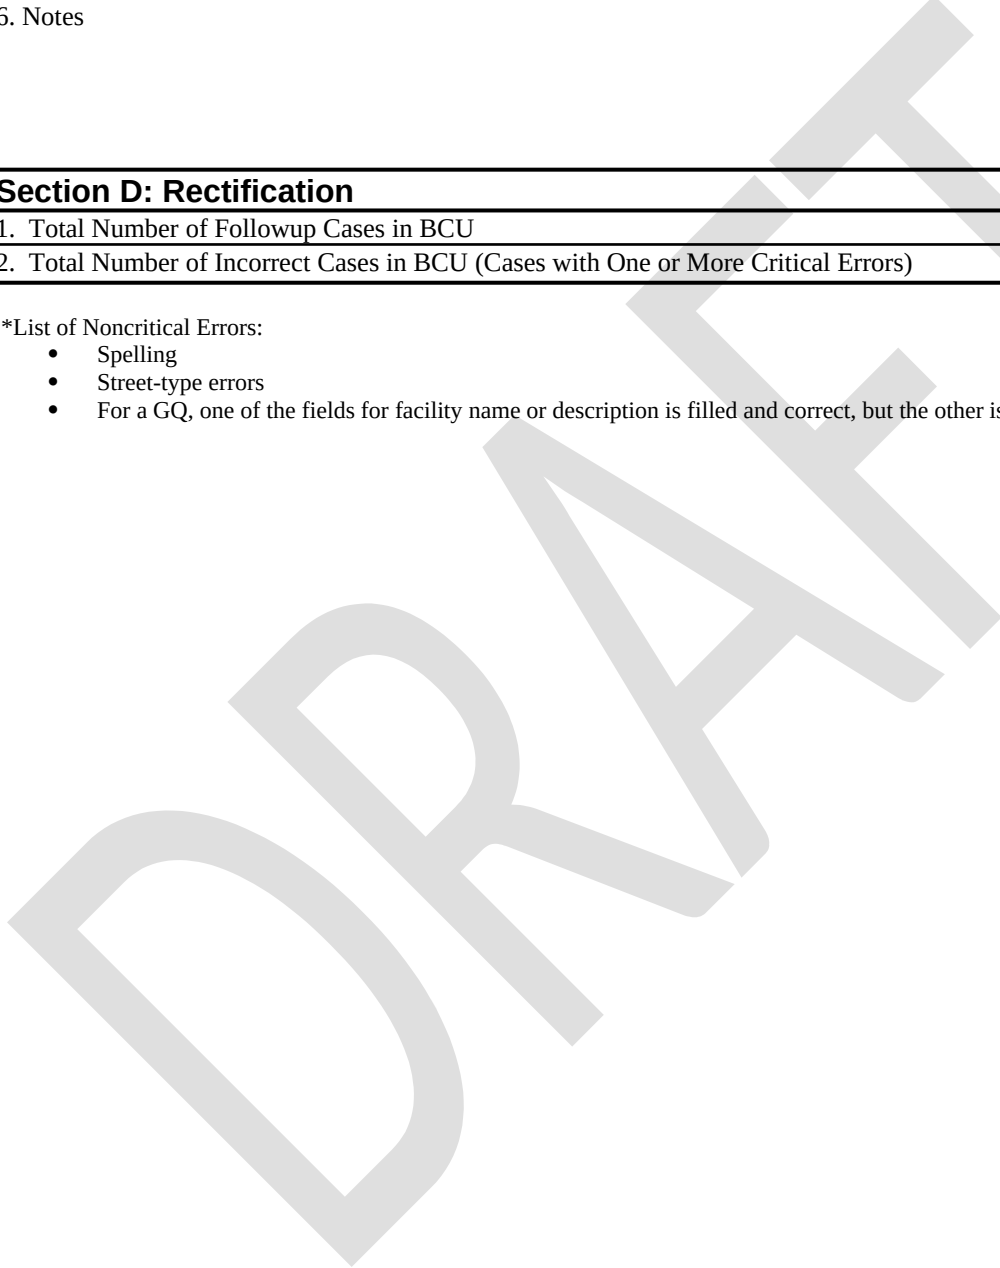 6. Notes
Section D: Rectification
1. Total Number of Followup Cases in BCU
2. Total Number of Incorrect Cases in BCU (Cases with One or More Critical Errors)
*List of Noncritical Errors:
• Spelling
• Street-type errors
• For a GQ, one of the fields for facility name or description is filled and correct, but the other is
DRAFT